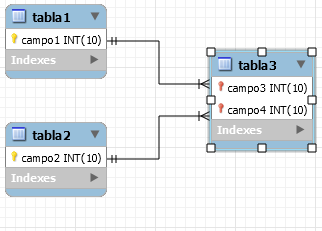 tabla1
campo1 INT(10)
Indexes
tabla2
campo2 INT(10)
Indexes
tabla3
campo3 INT(10)
campo4 INT(10)
Indexes